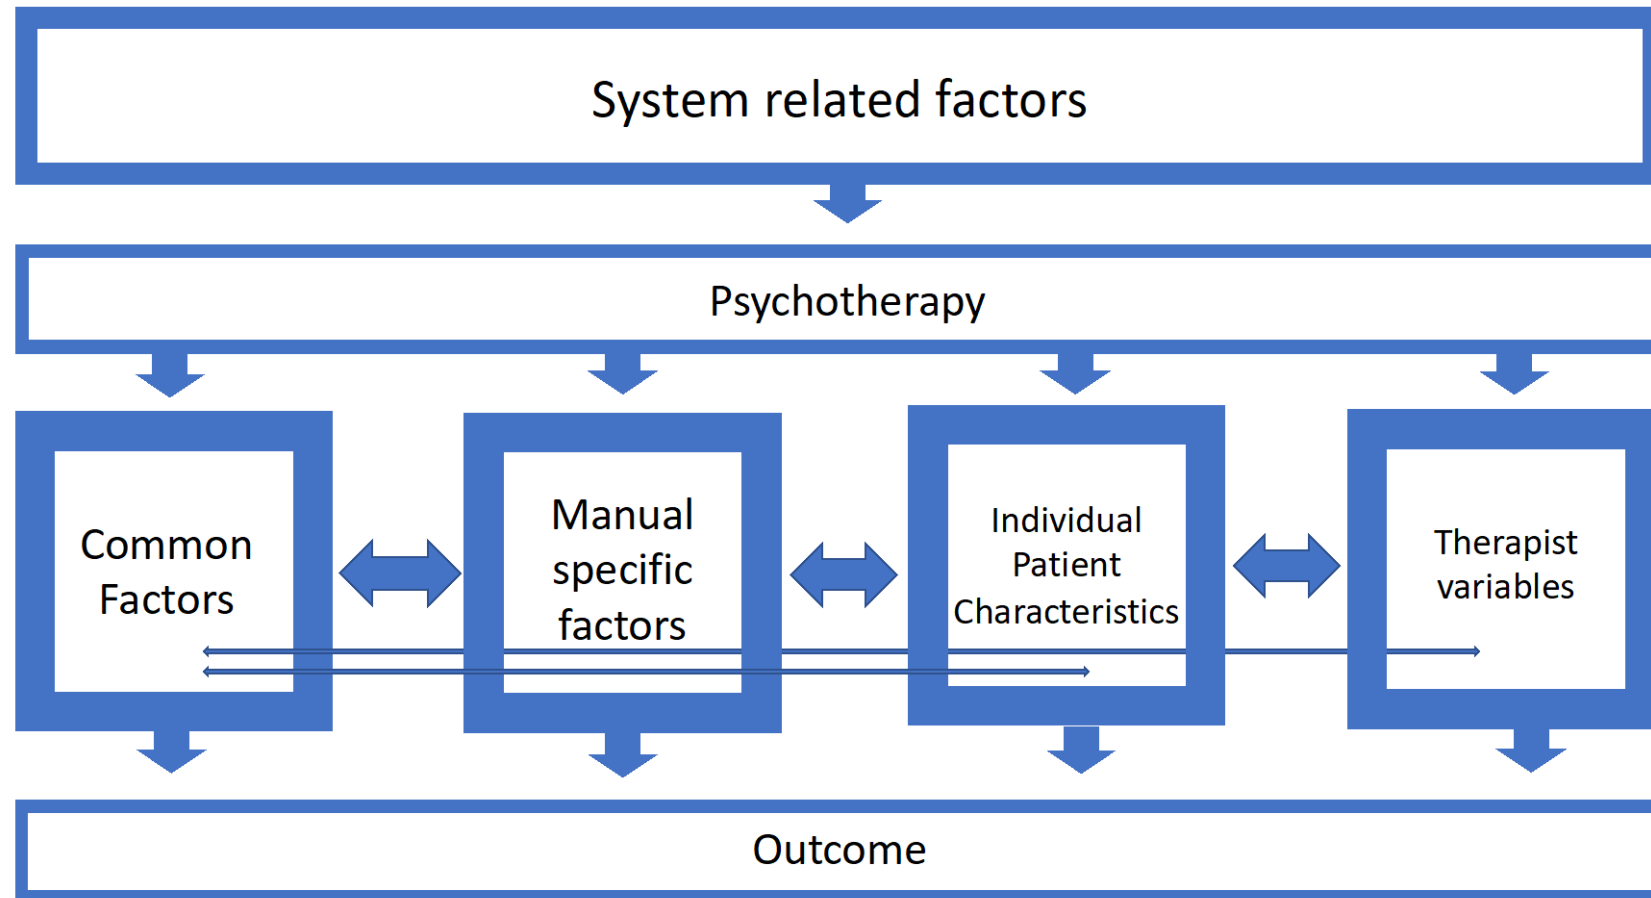 System related factors
Psychotherapy
Common
Factors
Manual
specific
factors
Individual
Patient
Characteristics
Therapist
variables
Outcome